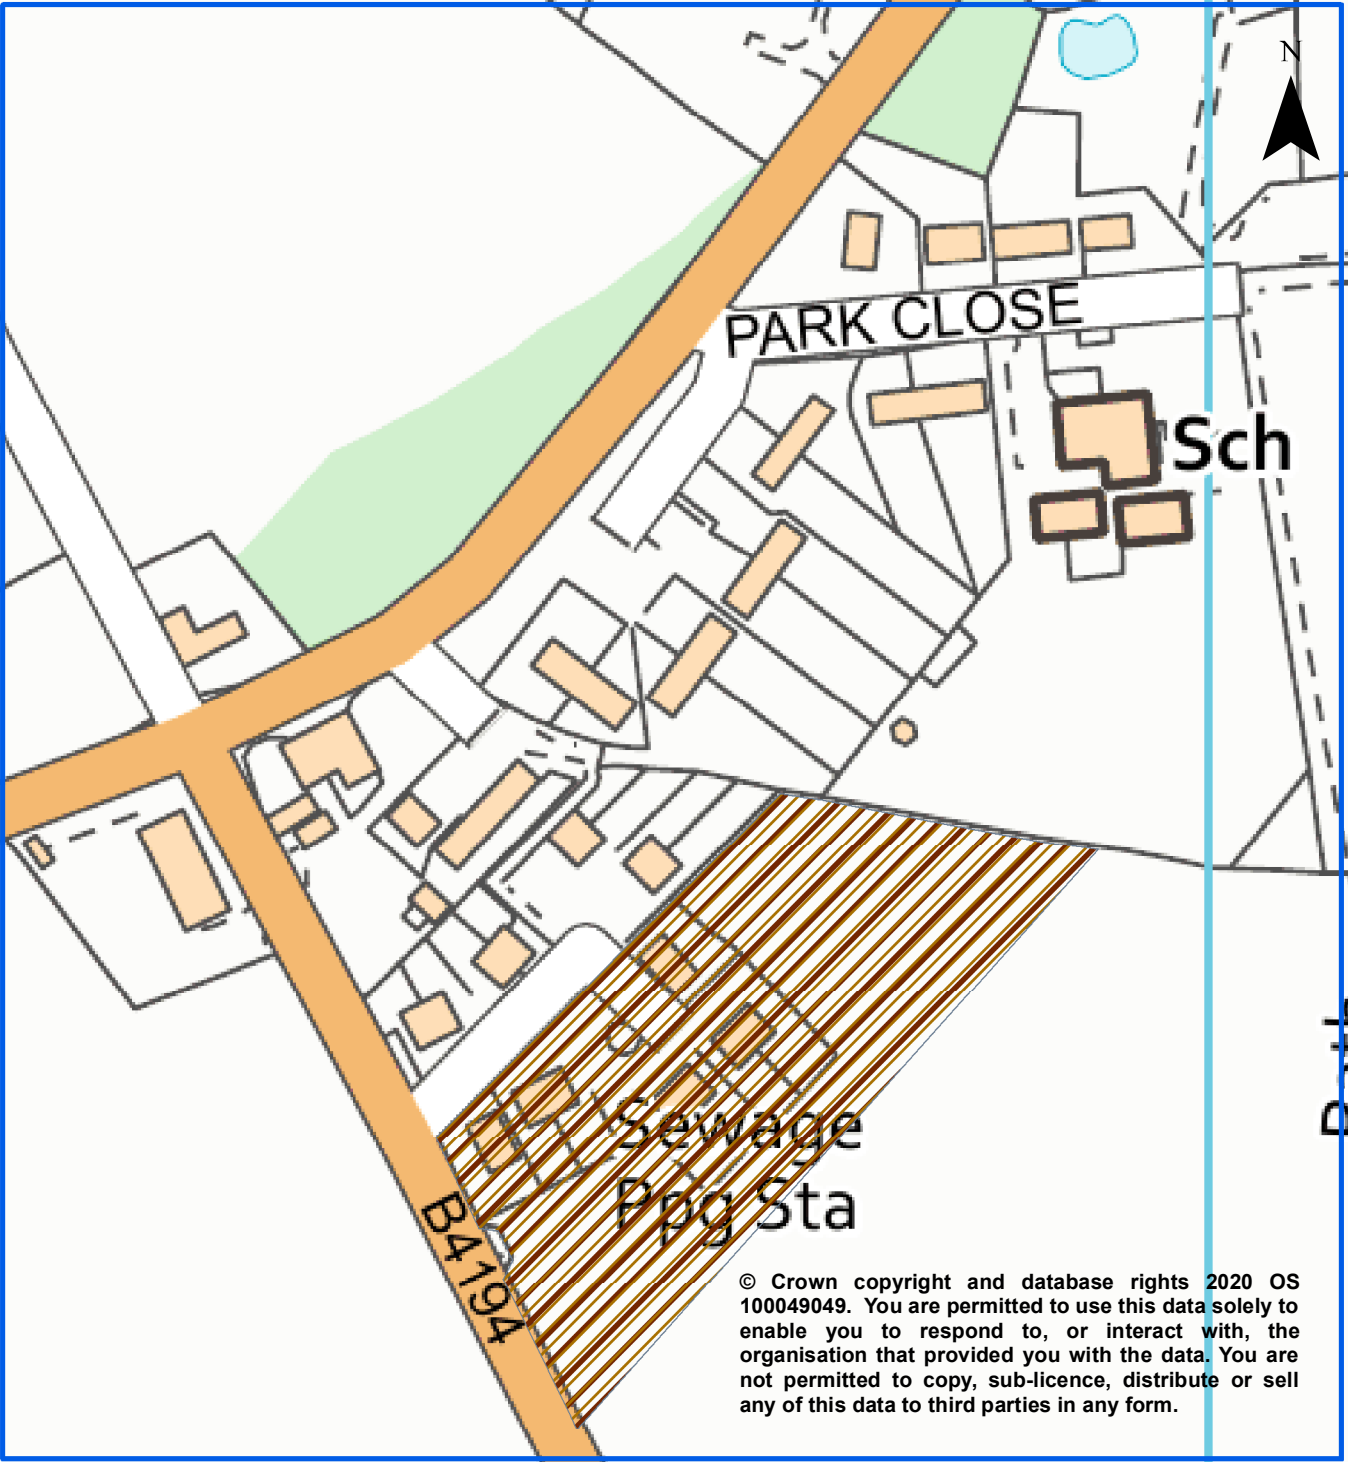 N
PARK CLOSE
Sch
Sewage
Ppg Sta
B4194
© Crown copyright and database rights 2020 OS
100049049. You are permitted to use this data solely to
enable you to respond to, or interact with, the
organisation that provided you with the data. You are
not permitted to copy, sub-licence, distribute or sell
any of this data to third parties in any form.